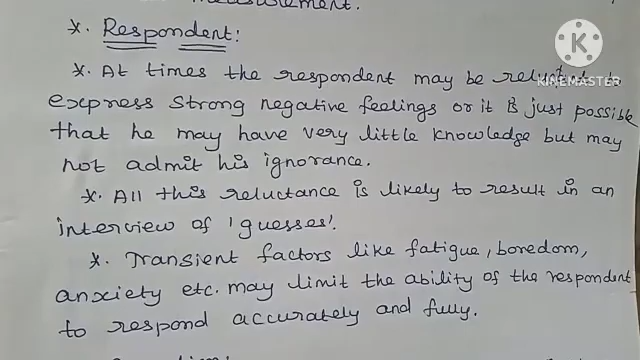 measurement.
* Respondent:
* At times the respondent may be reluctant to
express strong negative feelings or it is just possible
that he may have very little knowledge but may
not admit his ignorance.
* All this reluctance is likely to result in an
interview of 'guesses'.
* Transient factors like fatigue, boredom,
anxiety etc. may limit the ability of the respondent
to respond accurately and fully.
K
KINEMASTER